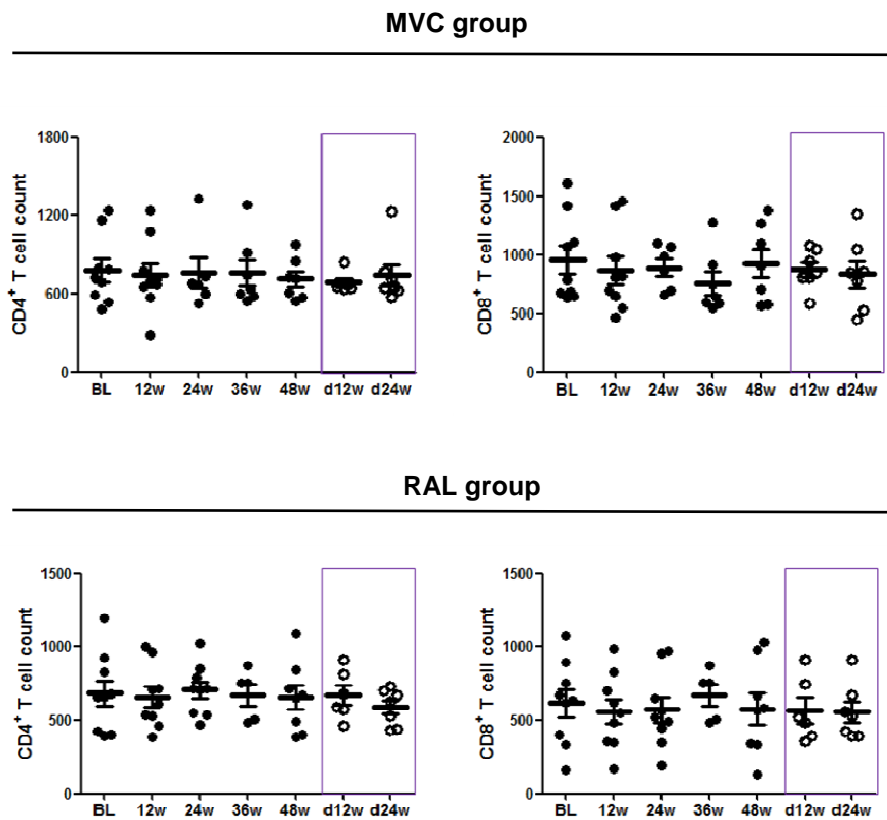 MVC group
CD4+ T cell count
1800
1200
600
0
BL 12w 24w 36w 48w d12w d24w
CD8+ T cell count
2000
1500
1000
500
0
BL 12w 24w 36w 48w d12w d24w
RAL group
CD4+ T cell count
1500
1000
500
0
BL 12w 24w 36w 48w d12w d24w
CD8+ T cell count
1500
1000
500
0
BL 12w 24w 36w 48w d12w d24w